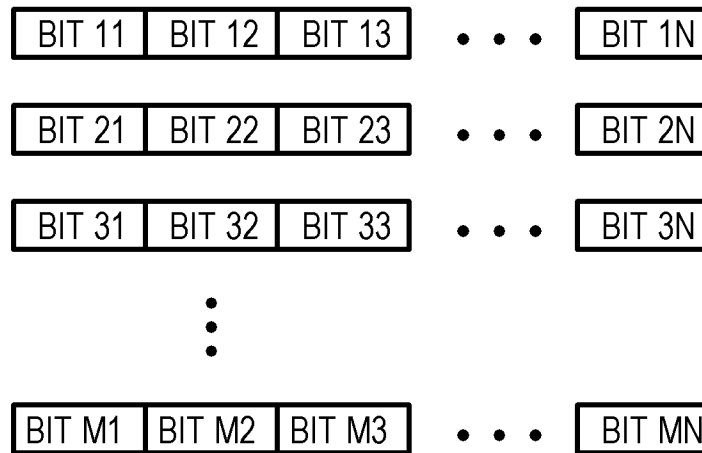 BIT 11 BIT 12 BIT 13 • • • BIT 1N
BIT 21 BIT 22 BIT 23 • • • BIT 2N
BIT 31 BIT 32 BIT 33 • • • BIT 3N
BIT M1 BIT M2 BIT M3 • • • BIT MN